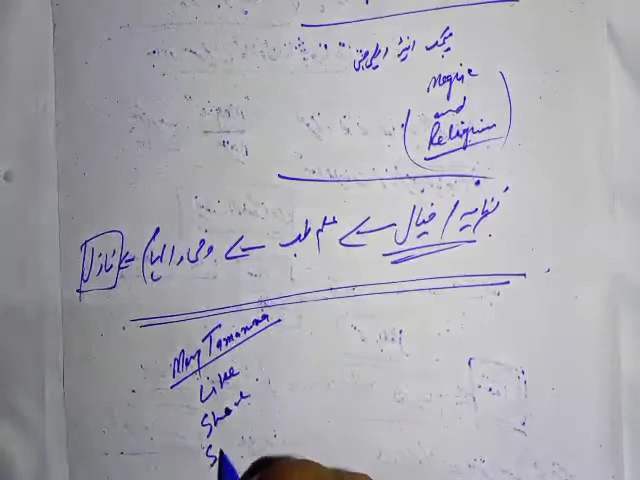 میجک اینڈ ریلیجن
Magic
and
Religion
نظریہ / خیال سے علم طب سے وحی / الہام سے نازل
May Tamanna
Like
Share
S